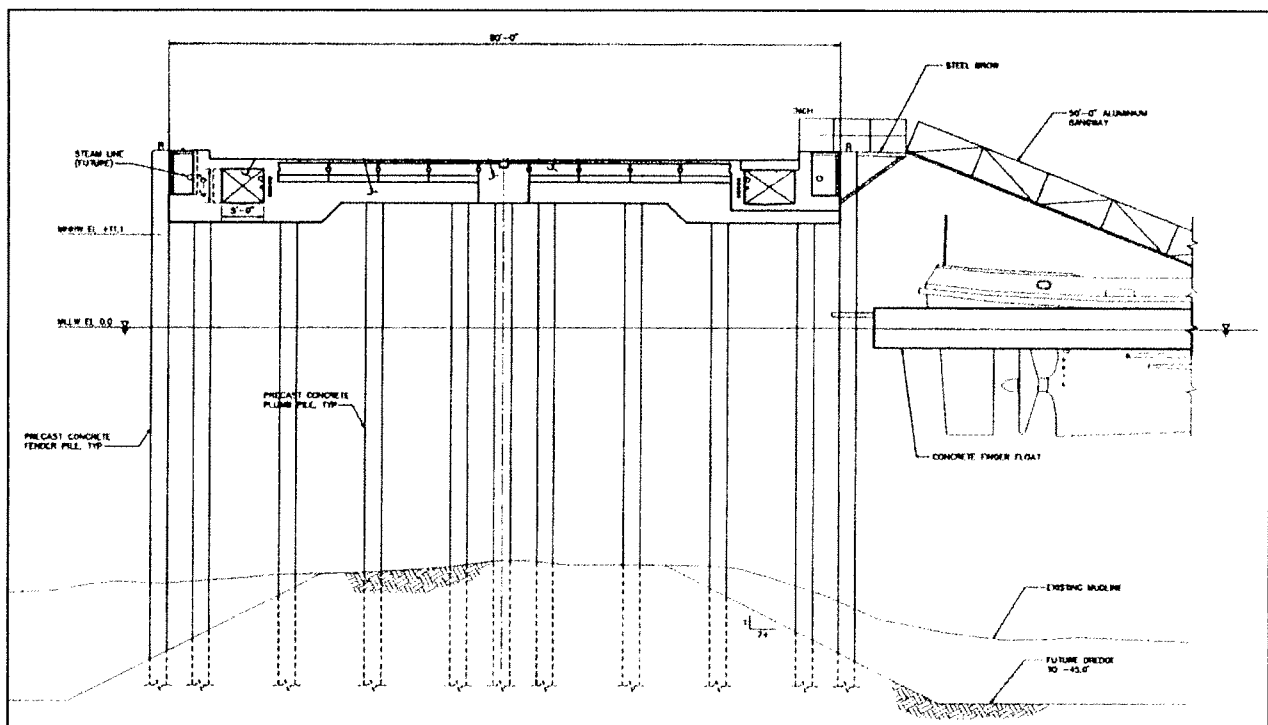 80'-0"
STEEL BROW
50'-0" ALUMINUM
GANGWAY
STEAM LINE
(FUTURE)
5'-0"
MHHW EL +11.1
MLLW EL 0.0
PRECAST CONCRETE
PLUMB PILE, TYP
PRECAST CONCRETE
FENDER PILE, TYP
CONCRETE FINGER FLOAT
EXISTING MUDLINE
1
FUTURE DREDGE
TO -45.0'